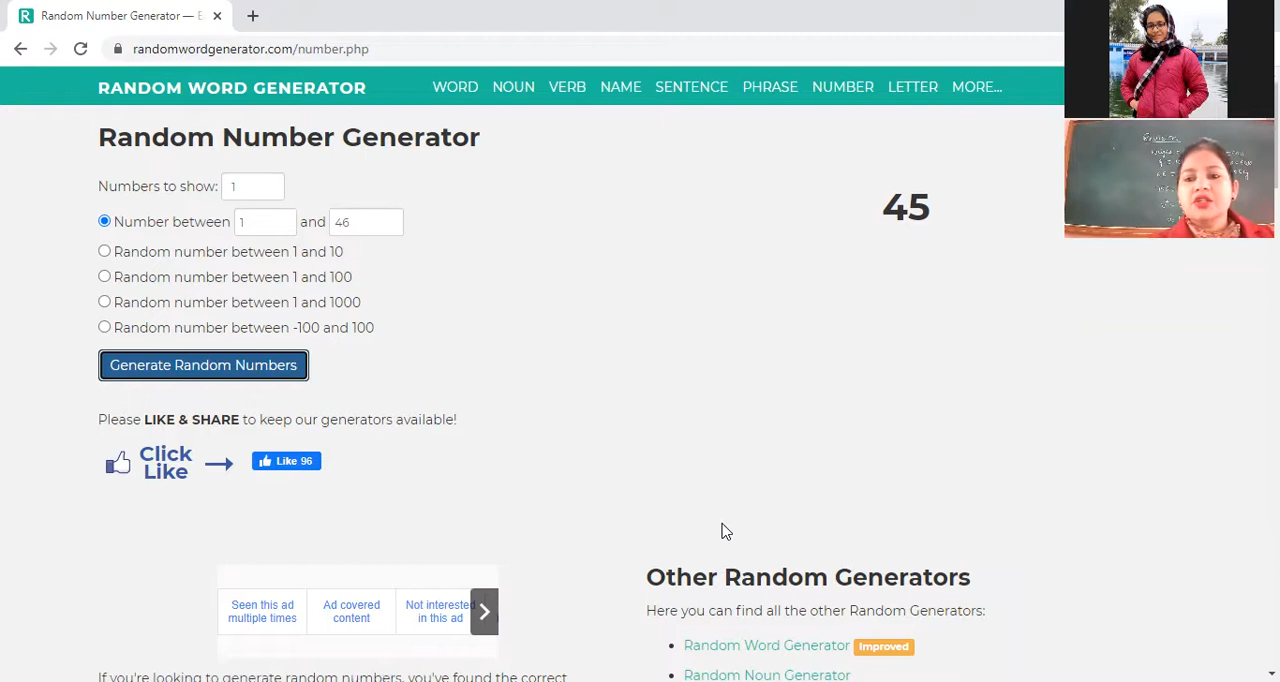 Random Number Generator — E
randomwordgenerator.com/number.php
RANDOM WORD GENERATOR
WORD NOUN VERB NAME SENTENCE PHRASE NUMBER LETTER MORE...
Random Number Generator
Numbers to show: 1
Number between 1 and 46
Random number between 1 and 10
Random number between 1 and 100
Random number between 1 and 1000
Random number between -100 and 100
Generate Random Numbers
45
Please LIKE & SHARE to keep our generators available!
Click
Like
Like 96
Seen this ad
multiple times
Ad covered
content
Not interested
in this ad
If you're looking to generate random numbers, you've found the correct
Other Random Generators
Here you can find all the other Random Generators:
Random Word Generator Improved
Random Noun Generator